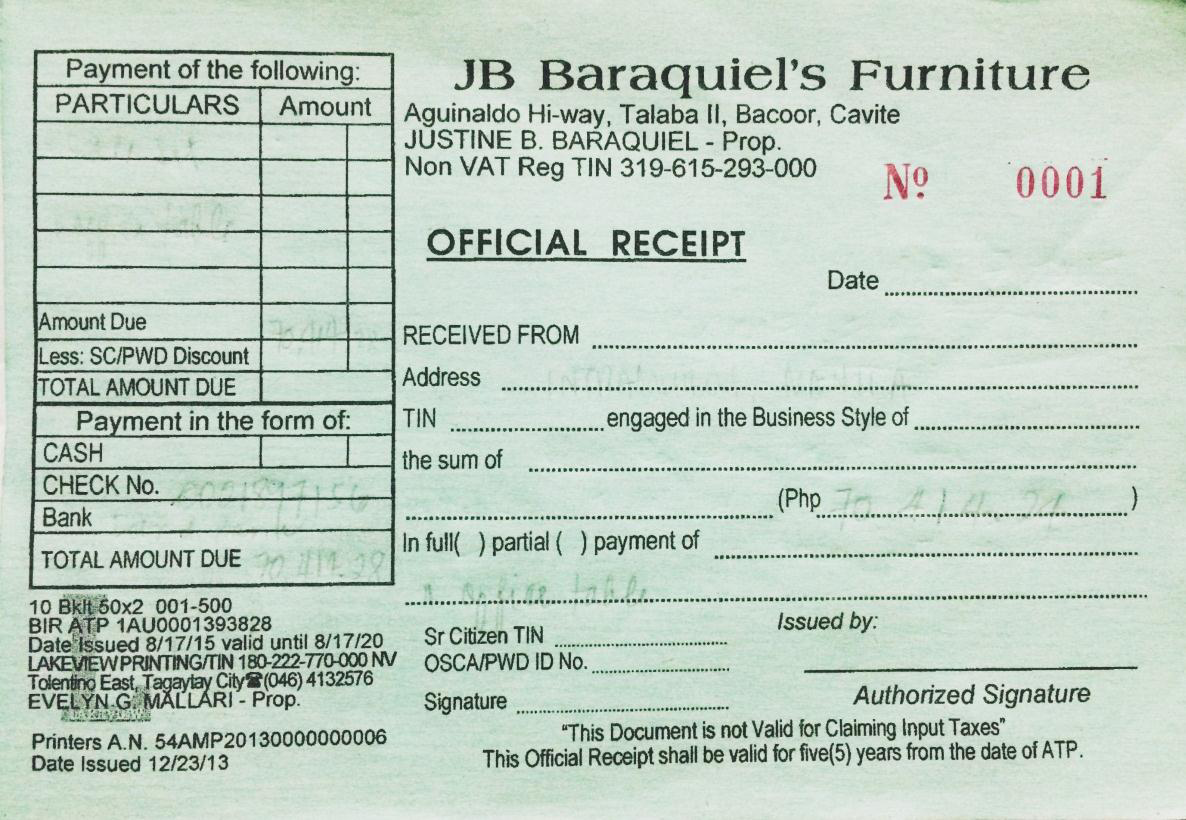 Payment of the following:
PARTICULARS Amount
Amount Due
Less: SC/PWD Discount
TOTAL AMOUNT DUE
Payment in the form of:
CASH
CHECK No.
Bank
TOTAL AMOUNT DUE
10 Bklt 50x2 001-500
BIR ATP 1AU0001393828
Date Issued 8/17/15 valid until 8/17/20
LAKEVIEW PRINTING/TIN 180-222-770-000 NV
Tolentino East, Tagaytay City☎(046) 4132576
EVELYN G. MALLARI - Prop.
Printers A.N. 54AMP20130000000006
Date Issued 12/23/13
JB Baraquiel's Furniture
Aguinaldo Hi-way, Talaba II, Bacoor, Cavite
JUSTINE B. BARAQUIEL - Prop.
Non VAT Reg TIN 319-615-293-000
Nº 0001
OFFICIAL RECEIPT
Date
RECEIVED FROM
Address
TIN engaged in the Business Style of
the sum of
(Php )
In full( ) partial ( ) payment of
Sr Citizen TIN
OSCA/PWD ID No.
Signature
Issued by:
Authorized Signature
"This Document is not Valid for Claiming Input Taxes"
This Official Receipt shall be valid for five(5) years from the date of ATP.